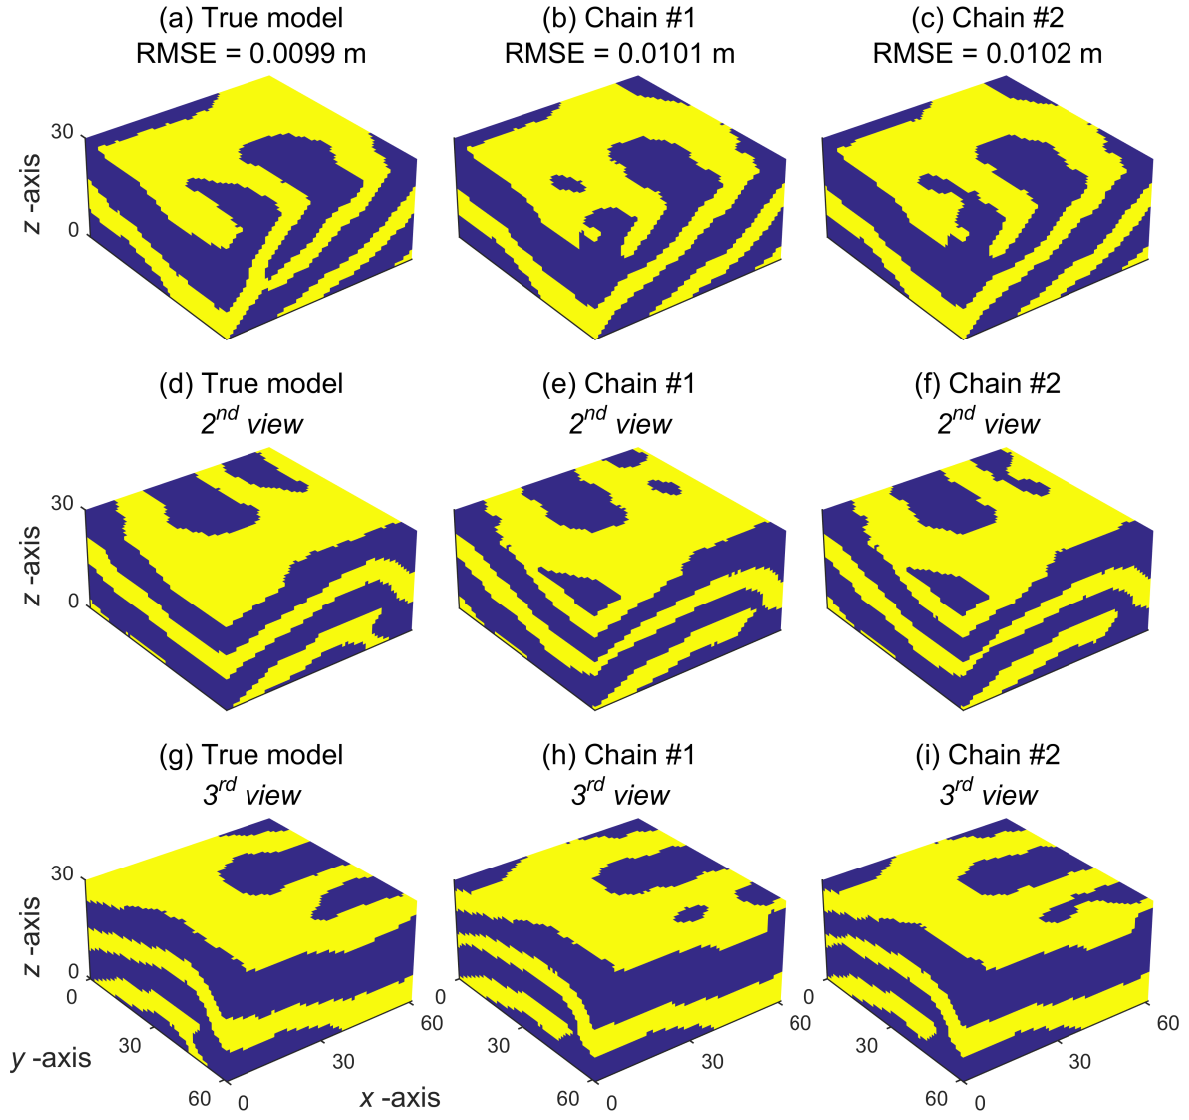 (a) True model
RMSE = 0.0099 m
(b) Chain #1
RMSE = 0.0101 m
(c) Chain #2
RMSE = 0.0102 m
30
z -axis
0
(d) True model
2nd view
(e) Chain #1
2nd view
(f) Chain #2
2nd view
30
z -axis
0
(g) True model
3rd view
(h) Chain #1
3rd view
(i) Chain #2
3rd view
30
z -axis
0
0
30
60
y -axis
0
30
60
x -axis
0
30
60
0
30
60
0
30
60
0
30
60